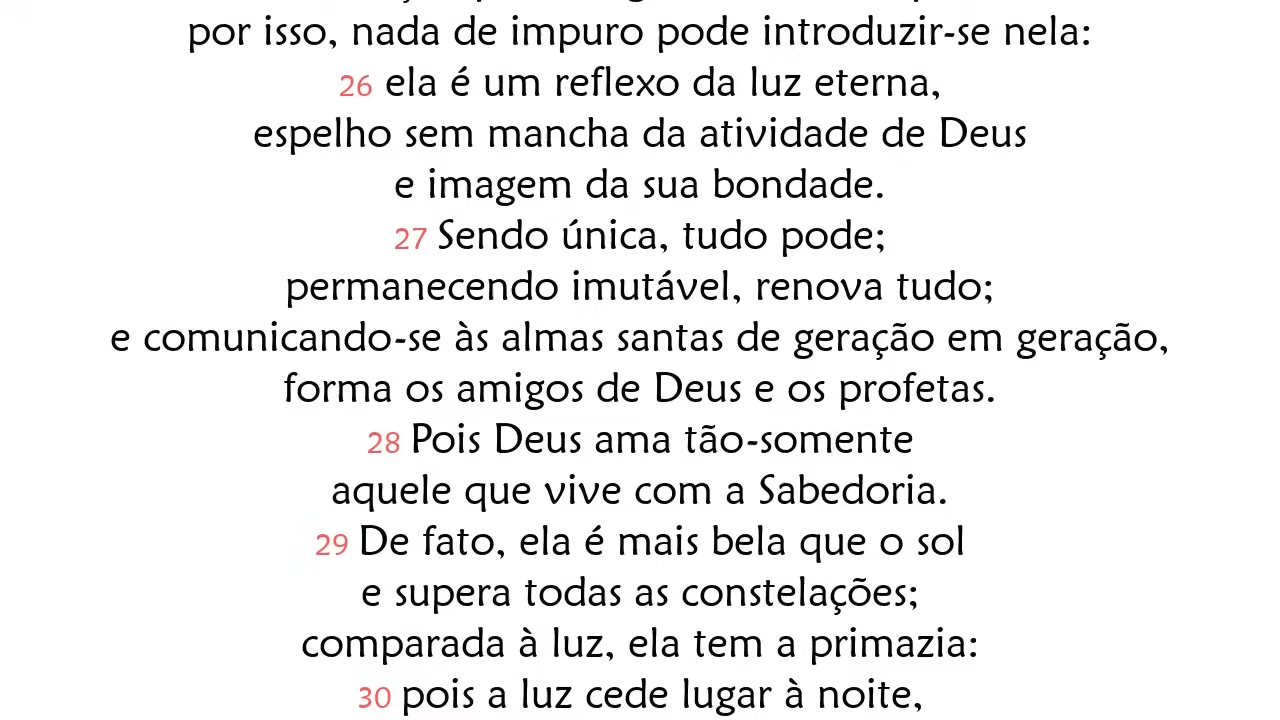 por isso, nada de impuro pode introduzir-se nela:
26 ela é um reflexo da luz eterna,
espelho sem mancha da atividade de Deus
e imagem da sua bondade.
27 Sendo única, tudo pode;
permanecendo imutável, renova tudo;
e comunicando-se às almas santas de geração em geração,
forma os amigos de Deus e os profetas.
28 Pois Deus ama tão-somente
aquele que vive com a Sabedoria.
29 De fato, ela é mais bela que o sol
e supera todas as constelações;
comparada à luz, ela tem a primazia:
30 pois a luz cede lugar à noite,